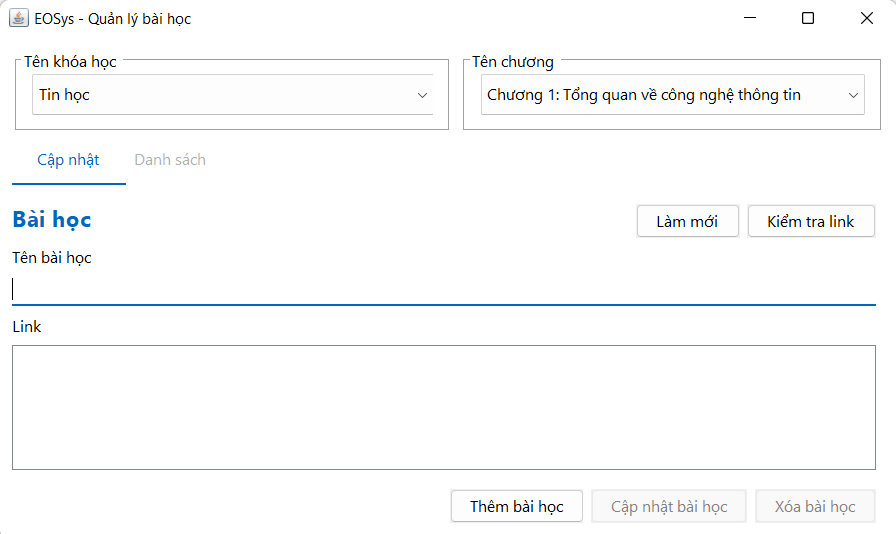 EOSys - Quản lý bài học
Tên khóa học
Tên chương
Tin học
Chương 1: Tổng quan về công nghệ thông tin
Cập nhật
Danh sách
Bài học
Làm mới
Kiểm tra link
Tên bài học
Link
Thêm bài học
Cập nhật bài học
Xóa bài học